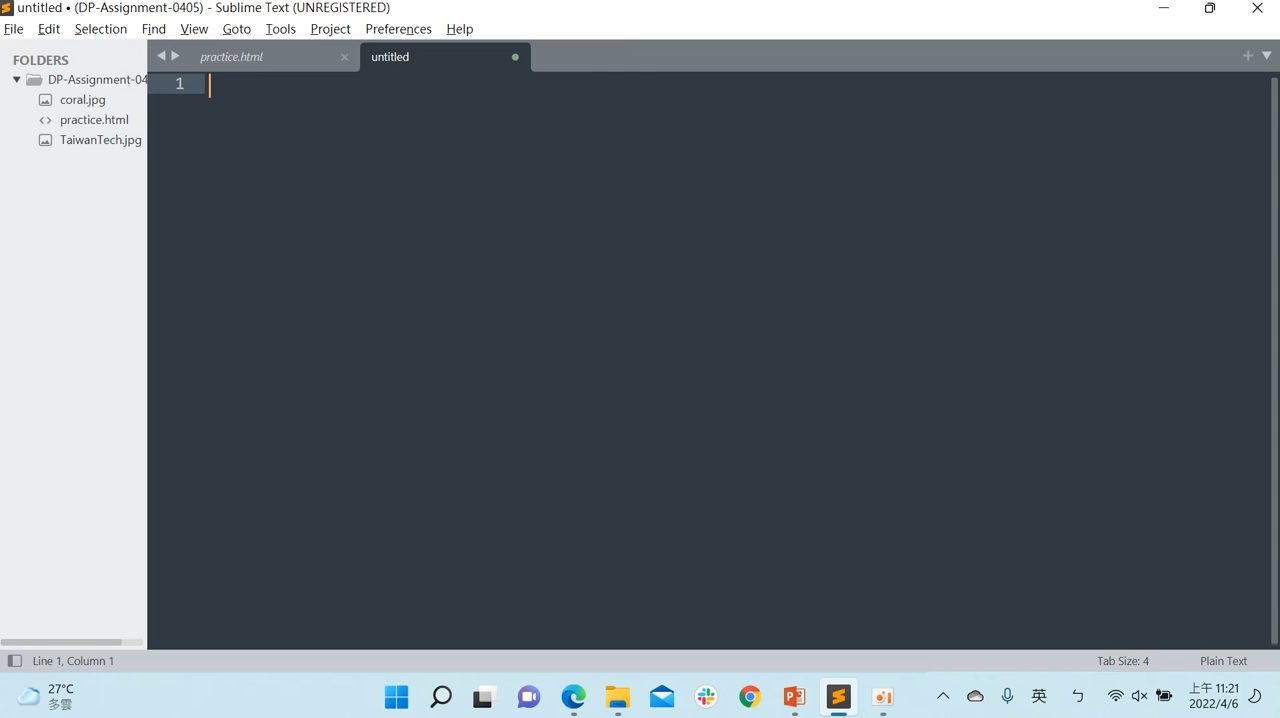 untitled • (DP-Assignment-0405) - Sublime Text (UNREGISTERED)
File Edit Selection Find View Goto Tools Project Preferences Help
FOLDERS
DP-Assignment-04
coral.jpg
practice.html
TaiwanTech.jpg
practice.html
untitled
1
Line 1, Column 1
Tab Size: 4
Plain Text
27°C
多雲
英
ㄅ
上午 11:21
2022/4/6